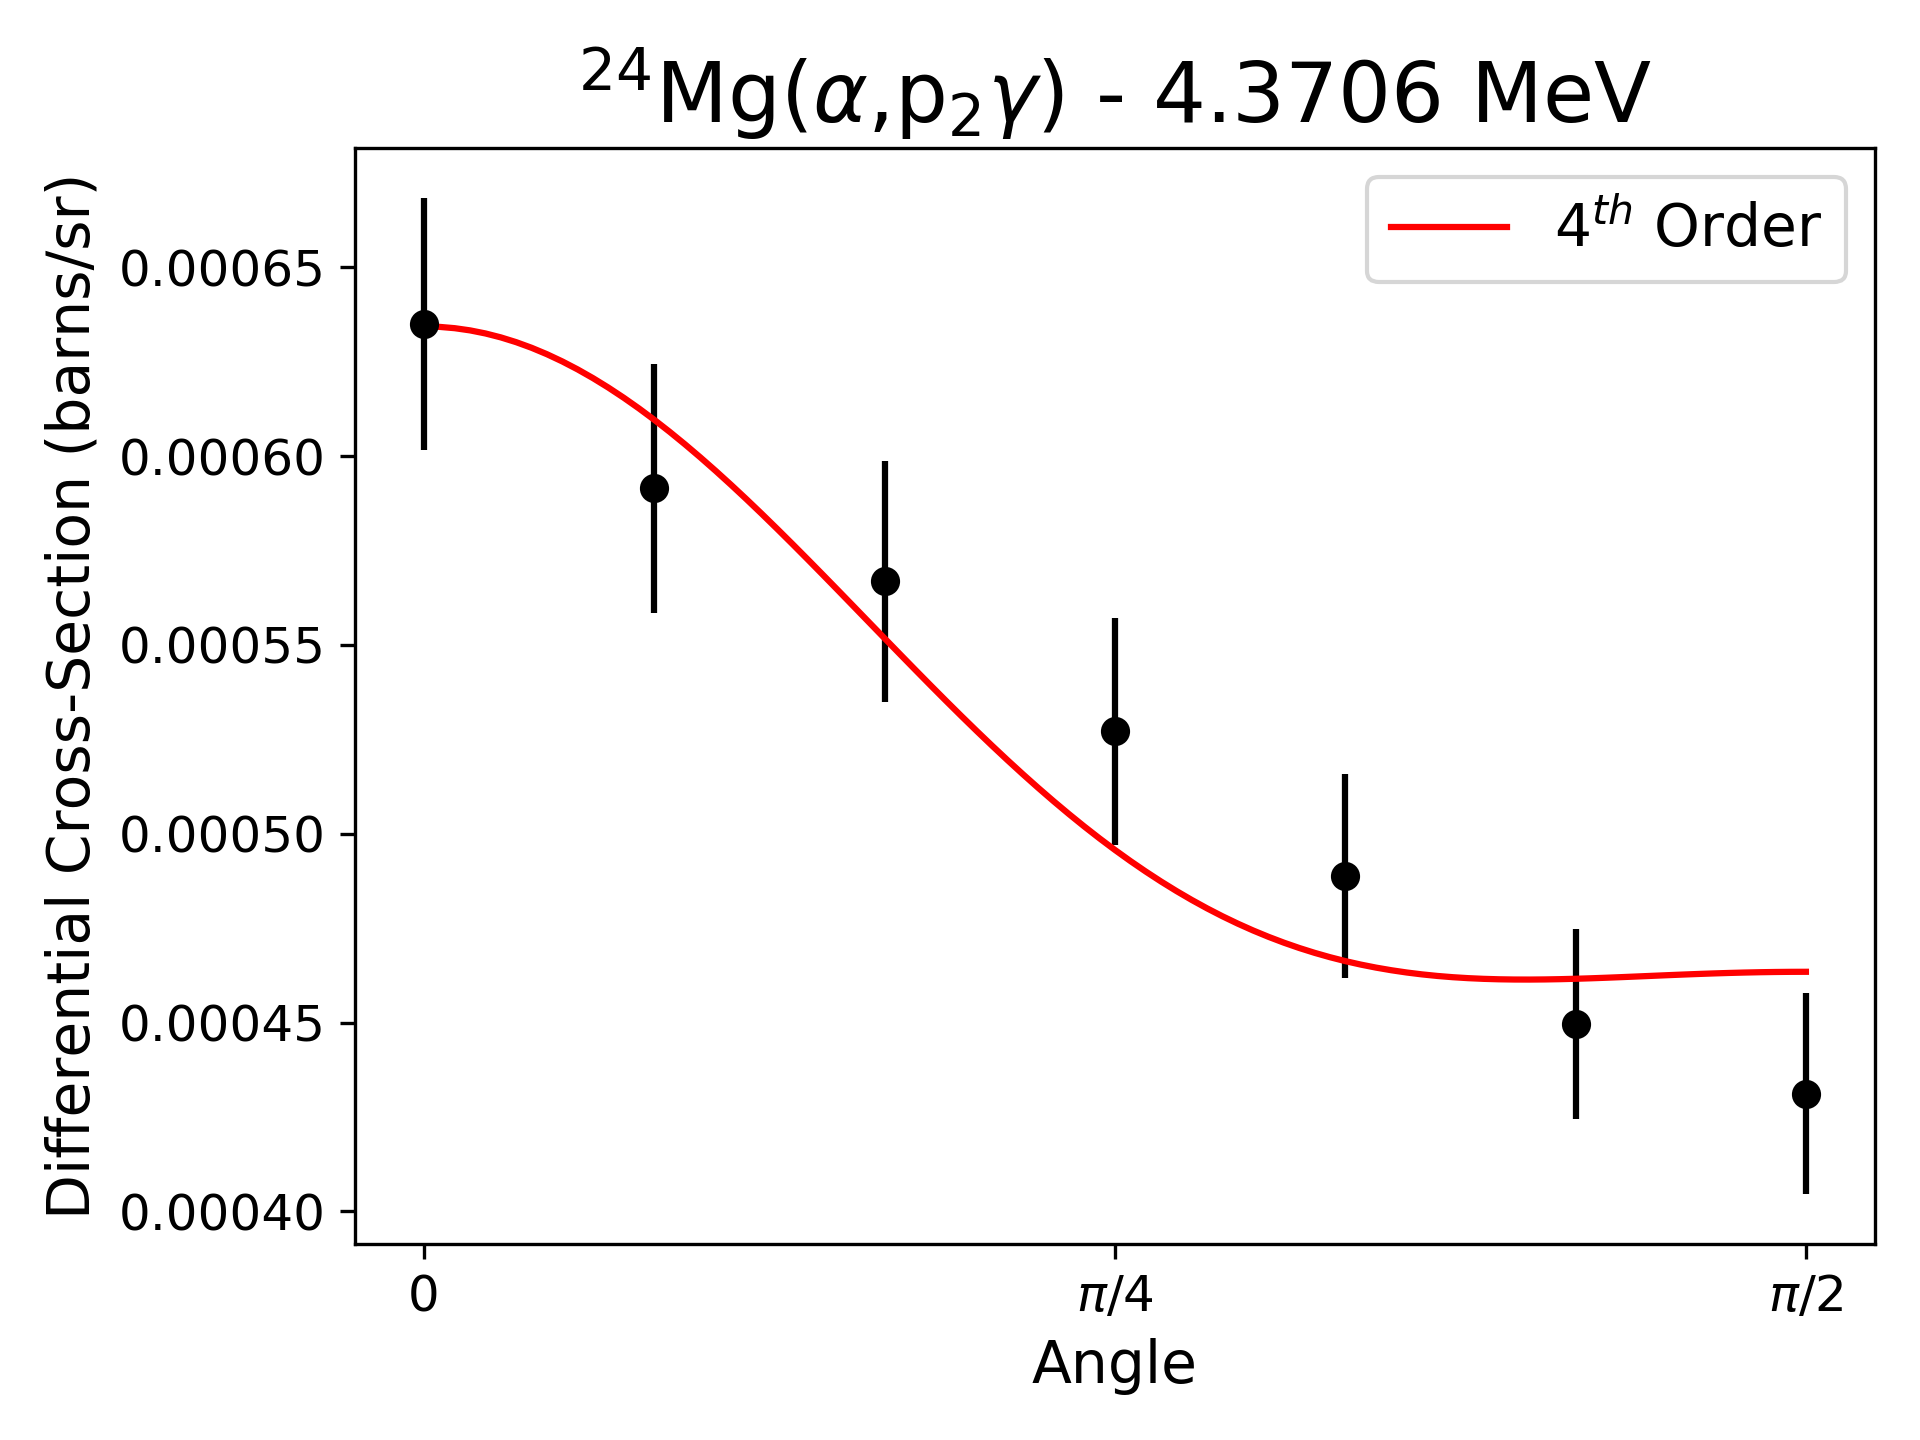 ²⁴Mg(α,p₂γ) - 4.3706 MeV
4ᵗʰ Order
Differential Cross-Section (barns/sr)
0.00065
0.00060
0.00055
0.00050
0.00045
0.00040
0
π/4
π/2
Angle